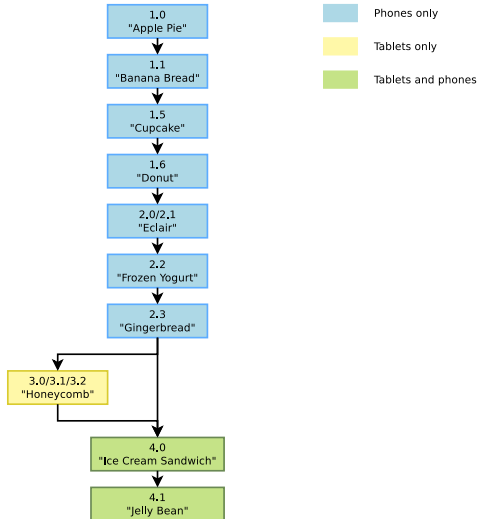 1.0
"Apple Pie"
1.1
"Banana Bread"
1.5
"Cupcake"
1.6
"Donut"
2.0/2.1
"Eclair"
2.2
"Frozen Yogurt"
2.3
"Gingerbread"
3.0/3.1/3.2
"Honeycomb"
4.0
"Ice Cream Sandwich"
4.1
"Jelly Bean"
Phones only
Tablets only
Tablets and phones